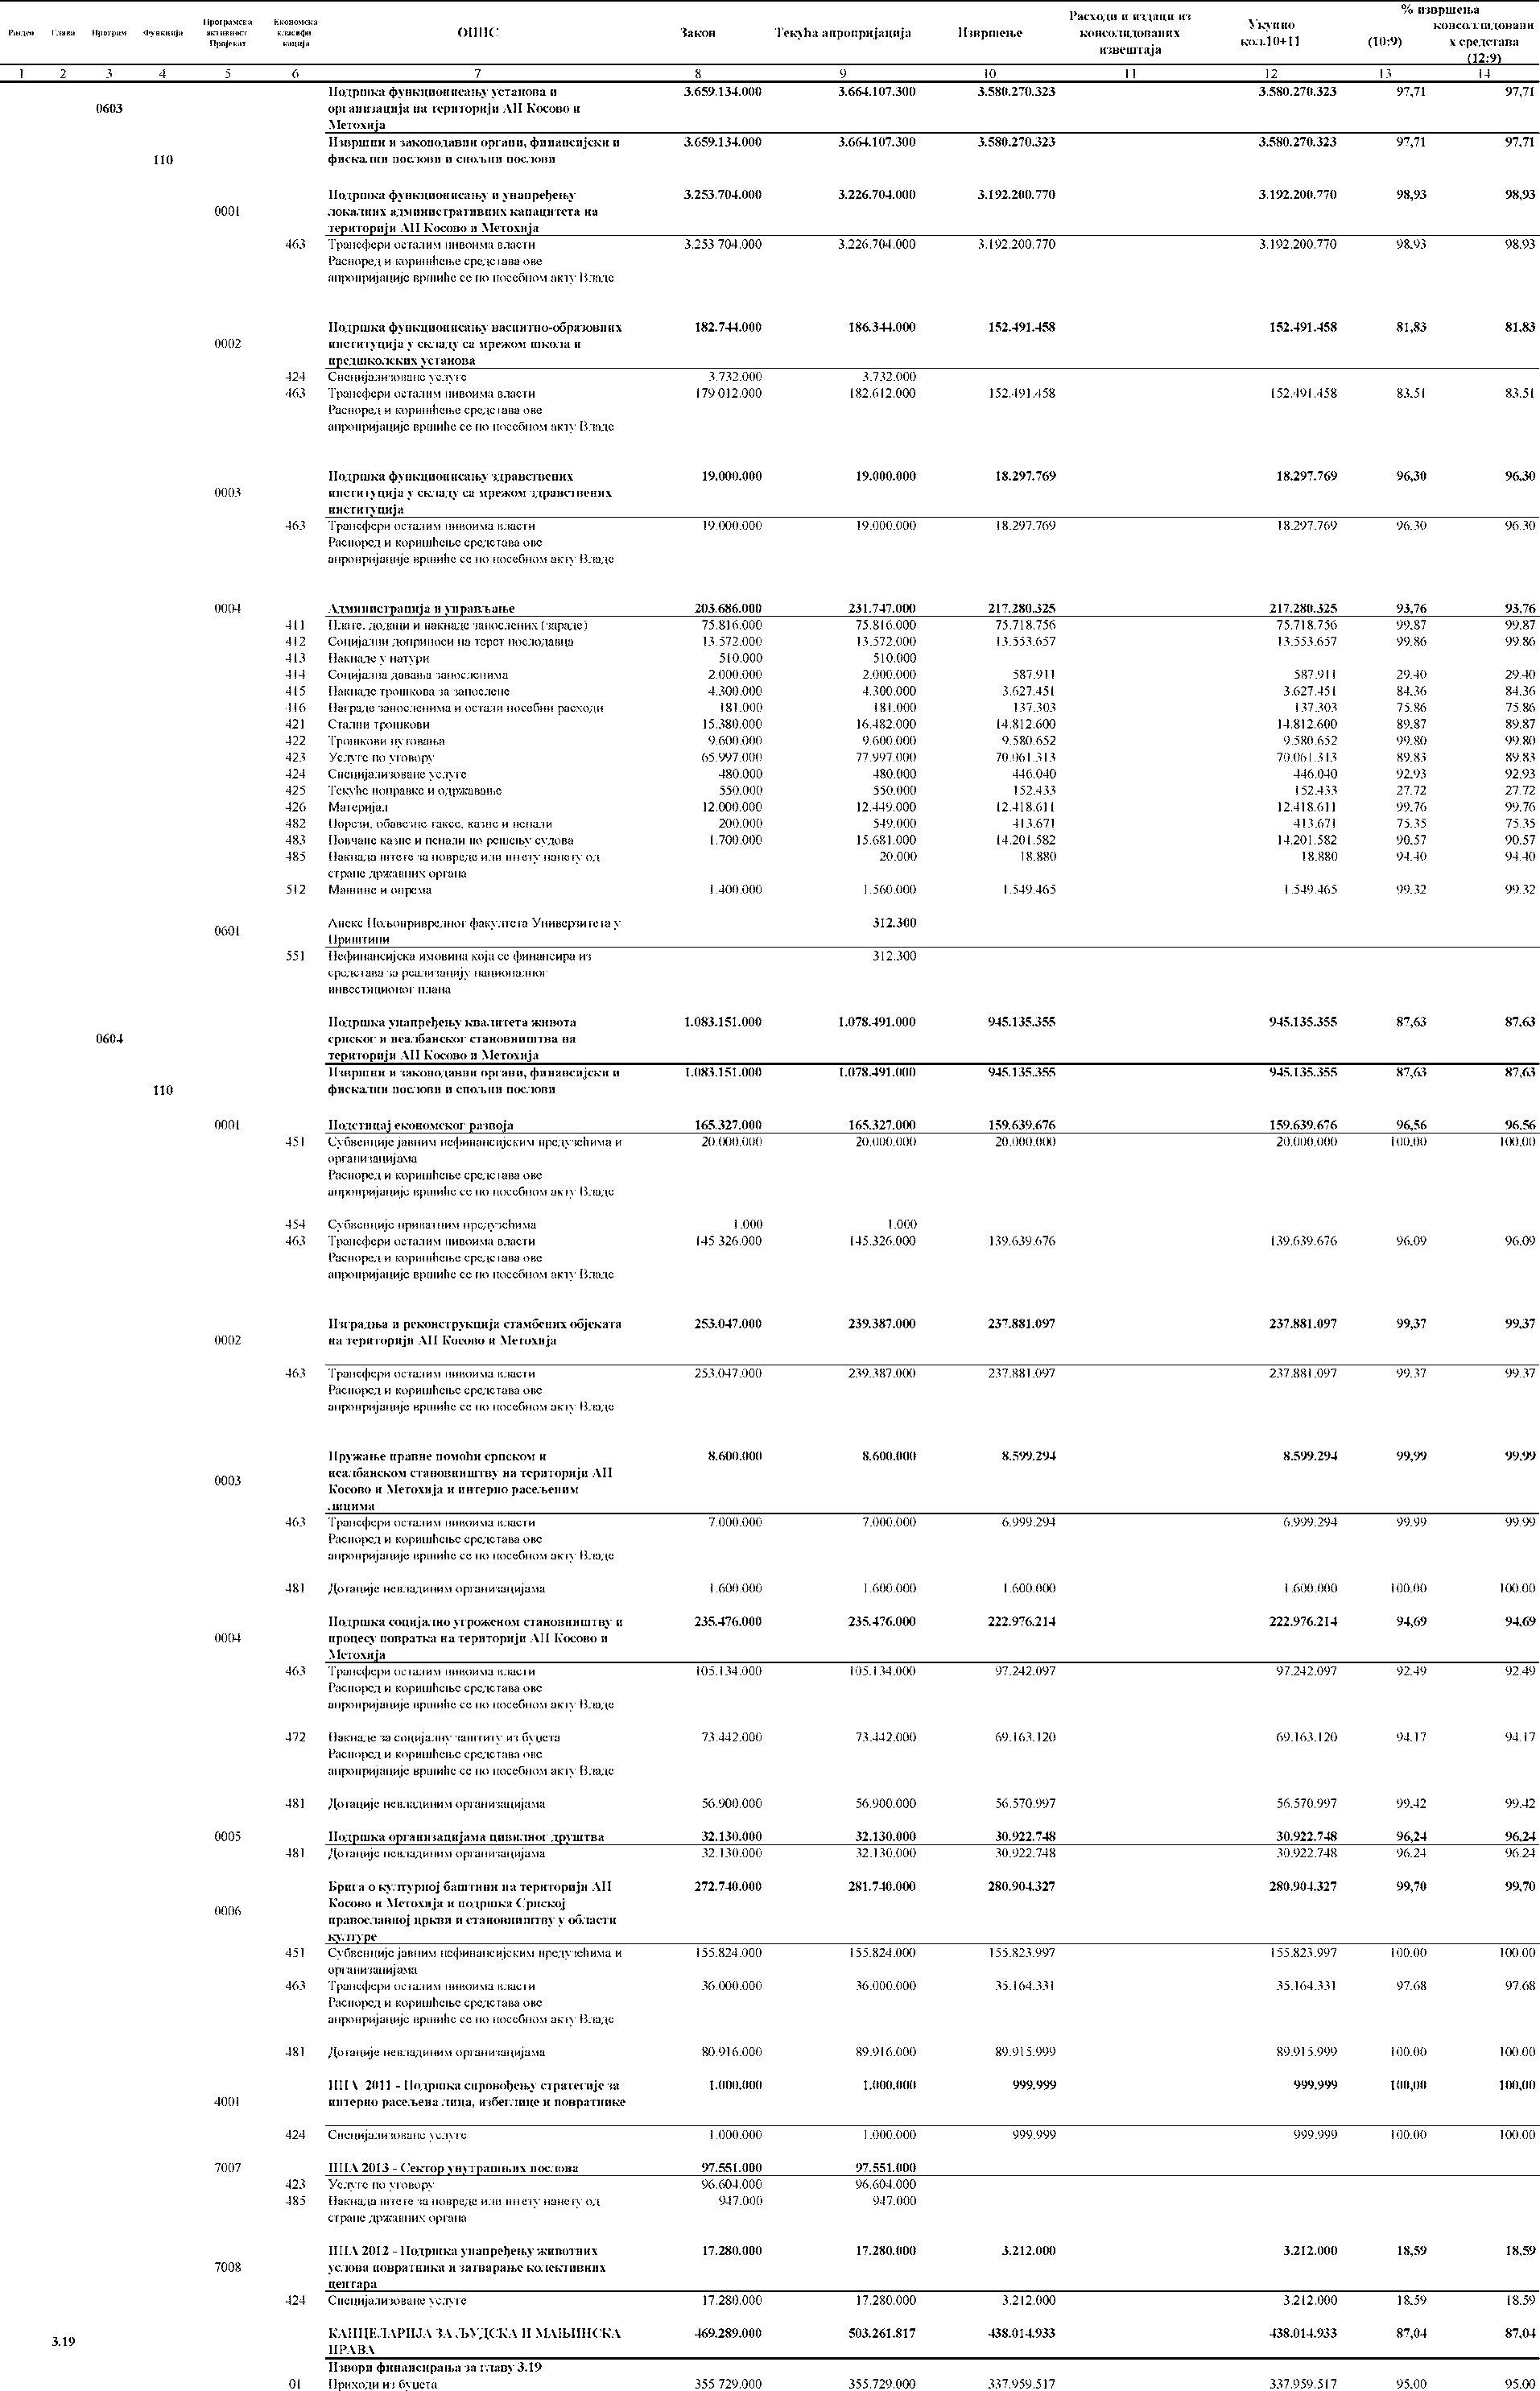 Раздео Глава Програм Функција Програмска активност Пројекат Економска класификација ОПИС Закон Текућа апропријација Извршење Расходи и издаци из консолидованих извештаја Укупно кол.10+11 % извршења (10:9) консолидованих средстава (12:9)
1 2 3 4 5 6 7 8 9 10 11 12 13 14
0603 Подршка функционисању установа и 3.659.134.000 3.664.107.300 3.580.270.323 3.580.270.323 97,71 97,71
организација на територији АП Косово и
Метохија
110 Извршни и законодавни органи, финансијски и 3.659.134.000 3.664.107.300 3.580.270.323 3.580.270.323 97,71 97,71
фискални послови и спољни послови
0001 Подршка функционисању и унапређењу 3.253.704.000 3.226.704.000 3.192.200.770 3.192.200.770 98,93 98,93
локалних административних капацитета на
територији АП Косово и Метохија
463 Трансфери осталим нивоима власти 3.253.704.000 3.226.704.000 3.192.200.770 3.192.200.770 98,93 98,93
Распоред и коришћење средстава ове
апропријације вршиће се по посебном акту Владе
0002 Подршка функционисању васпитно-образовних 182.744.000 186.344.000 152.491.458 152.491.458 81,83 81,83
институција у складу са мрежом школа и
предшколских установа
424 Специјализоване услуге 3.732.000 3.732.000
463 Трансфери осталим нивоима власти 179.012.000 182.612.000 152.491.458 152.491.458 83,51 83,51
Распоред и коришћење средстава ове
апропријације вршиће се по посебном акту Владе
0003 Подршка функционисању здравствених 19.000.000 19.000.000 18.297.769 18.297.769 96,30 96,30
институција у складу са мрежом здравствених
институција
463 Трансфери осталим нивоима власти 19.000.000 19.000.000 18.297.769 18.297.769 96,30 96,30
Распоред и коришћење средстава ове
апропријације вршиће се по посебном акту Владе
0004 Администрација и управљање 203.686.000 231.747.000 217.280.325 217.280.325 93,76 93,76
411 Плате, додаци и накнаде запослених (зараде) 75.816.000 75.816.000 75.718.756 75.718.756 99,87 99,87
412 Социјални доприноси на терет послодавца 13.572.000 13.572.000 13.553.657 13.553.657 99,86 99,86
413 Накнаде у натури 510.000 510.000
414 Социјална давања запосленима 2.000.000 2.000.000 587.911 587.911 29,40 29,40
415 Накнаде трошкова за запослене 4.300.000 4.300.000 3.627.451 3.627.451 84,36 84,36
416 Награде запосленима и остали посебни расходи 181.000 181.000 137.303 137.303 75,86 75,86
421 Стални трошкови 15.380.000 16.482.000 14.812.600 14.812.600 89,87 89,87
422 Трошкови путовања 9.600.000 9.600.000 9.580.652 9.580.652 99,80 99,80
423 Услуге по уговору 65.997.000 77.997.000 70.061.313 70.061.313 89,83 89,83
424 Специјализоване услуге 480.000 480.000 446.040 446.040 92,93 92,93
425 Текуће поправке и одржавање 550.000 550.000 152.433 152.433 27,72 27,72
426 Материјал 12.000.000 12.449.000 12.418.611 12.418.611 99,76 99,76
482 Порези, обавезне таксе, казне и пенали 200.000 549.000 413.671 413.671 75,35 75,35
483 Новчане казне и пенали по решењу судова 1.700.000 15.681.000 14.201.582 14.201.582 90,57 90,57
485 Накнада штете за повреде или штету нанету од 20.000 18.880 18.880 94,40 94,40
стране државних органа
512 Машине и опрема 1.400.000 1.560.000 1.549.465 1.549.465 99,32 99,32
0601 Анекс Пољопривредног факултета Универзитета у 312.300
Приштини
551 Нефинансијска имовина која се финансира из 312.300
средстава за реализацију националног
инвестиционог плана
0604 Подршка унапређењу квалитета живота 1.083.151.000 1.078.491.000 945.135.355 945.135.355 87,63 87,63
српског и неалбанског становништва на
територији АП Косово и Метохија
110 Извршни и законодавни органи, финансијски и 1.083.151.000 1.078.491.000 945.135.355 945.135.355 87,63 87,63
фискални послови и спољни послови
0001 Подстицај економског развоја 165.327.000 165.327.000 159.639.676 159.639.676 96,56 96,56
451 Субвенције јавним нефинансијским предузећима и 20.000.000 20.000.000 20.000.000 20.000.000 100,00 100,00
организацијама
Распоред и коришћење средстава ове
апропријације вршиће се по посебном акту Владе
454 Субвенције приватним предузећима 1.000 1.000
463 Трансфери осталим нивоима власти 145.326.000 145.326.000 139.639.676 139.639.676 96,09 96,09
Распоред и коришћење средстава ове
апропријације вршиће се по посебном акту Владе
0002 Изградња и реконструкција стамбених објеката 253.047.000 239.387.000 237.881.097 237.881.097 99,37 99,37
на територији АП Косово и Метохија
463 Трансфери осталим нивоима власти 253.047.000 239.387.000 237.881.097 237.881.097 99,37 99,37
Распоред и коришћење средстава ове
апропријације вршиће се по посебном акту Владе
0003 Пружање правне помоћи српском и 8.600.000 8.600.000 8.599.294 8.599.294 99,99 99,99
неалбанском становништву на територији АП
Косово и Метохија и интерно расељеним
лицима
463 Трансфери осталим нивоима власти 7.000.000 7.000.000 6.999.294 6.999.294 99,99 99,99
Распоред и коришћење средстава ове
апропријације вршиће се по посебном акту Владе
481 Дотације невладиним организацијама 1.600.000 1.600.000 1.600.000 1.600.000 100,00 100,00
0004 Подршка социјално угроженом становништву и 235.476.000 235.476.000 222.976.214 222.976.214 94,69 94,69
процесу повратка на територији АП Косово и
Метохија
463 Трансфери осталим нивоима власти 105.134.000 105.134.000 97.242.097 97.242.097 92,49 92,49
Распоред и коришћење средстава ове
апропријације вршиће се по посебном акту Владе
472 Накнаде за социјалну заштиту из буџета 73.442.000 73.442.000 69.163.120 69.163.120 94,17 94,17
Распоред и коришћење средстава ове
апропријације вршиће се по посебном акту Владе
481 Дотације невладиним организацијама 56.900.000 56.900.000 56.570.997 56.570.997 99,42 99,42
0005 Подршка организацијама цивилног друштва 32.130.000 32.130.000 30.922.748 30.922.748 96,24 96,24
481 Дотације невладиним организацијама 32.130.000 32.130.000 30.922.748 30.922.748 96,24 96,24
0006 Брига о културној баштини на територији АП 272.740.000 281.740.000 280.904.327 280.904.327 99,70 99,70
Косово и Метохија и подршка Српској
православној цркви и становништву у области
културе
451 Субвенције јавним нефинансијским предузећима и 155.824.000 155.824.000 155.823.997 155.823.997 100,00 100,00
организацијама
463 Трансфери осталим нивоима власти 36.000.000 36.000.000 35.164.331 35.164.331 97,68 97,68
Распоред и коришћење средстава ове
апропријације вршиће се по посебном акту Владе
481 Дотације невладиним организацијама 80.916.000 89.916.000 89.915.999 89.915.999 100,00 100,00
4001 ИПА 2011 - Подршка спровођењу стратегије за 1.000.000 1.000.000 999.999 999.999 100,00 100,00
интерно расељена лица, избеглице и повратнике
424 Специјализоване услуге 1.000.000 1.000.000 999.999 999.999 100,00 100,00
7007 ИПА 2013 - Сектор унутрашњих послова 97.551.000 97.551.000
423 Услуге по уговору 96.604.000 96.604.000
485 Накнада штете за повреде или штету нанету од 947.000 947.000
стране државних органа
7008 ИПА 2012 - Подршка унапређењу животних 17.280.000 17.280.000 3.212.000 3.212.000 18,59 18,59
услова повратника и затварање колективних
центара
424 Специјализоване услуге 17.280.000 17.280.000 3.212.000 3.212.000 18,59 18,59
3.19 КАНЦЕЛАРИЈА ЗА ЉУДСКА И МАЊИНСКА 469.289.000 503.261.817 438.014.933 438.014.933 87,04 87,04
ПРАВА
Извори финансирања за главу 3.19
01 Приходи из буџета 355.729.000 355.729.000 337.959.517 337.959.517 95,00 95,00